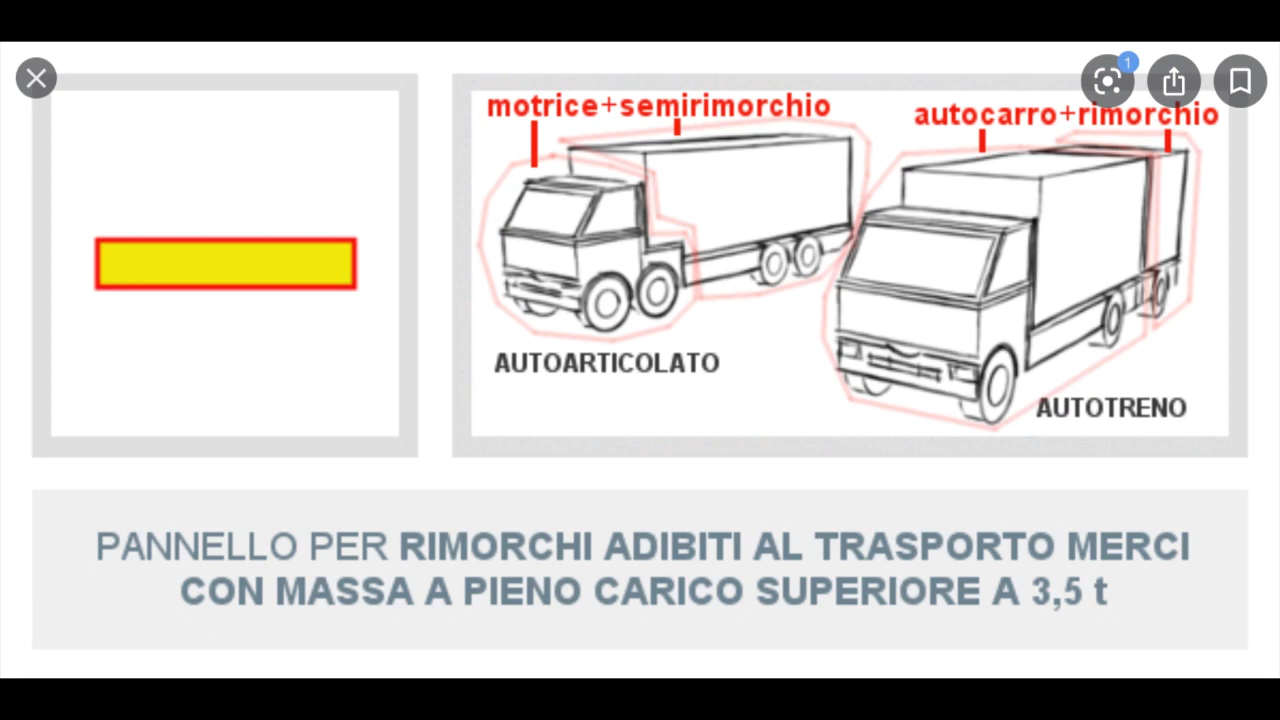 1
motrice+semirimorchio
autocarro+rimorchio
AUTOARTICOLATO
AUTOTRENO
PANNELLO PER RIMORCHI ADIBITI AL TRASPORTO MERCI
CON MASSA A PIENO CARICO SUPERIORE A 3,5 t